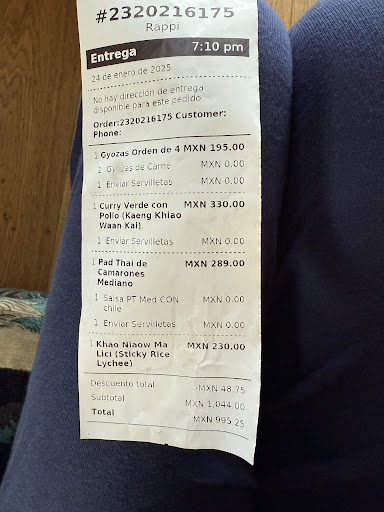 #2320216175
Rappi
Entrega 7:10 pm
24 de enero de 2025
No hay dirección de entrega
disponible para este pedido
Order:2320216175 Customer:
Phone:
1 Gyozas Orden de 4 MXN 195.00
1 Gyozas de Carne MXN 0.00
1 Enviar Servilletas MXN 0.00
1 Curry Verde con MXN 330.00
Pollo (Kaeng Khiao
Waan Kai)
1 Enviar Servilletas MXN 0.00
1 Pad Thai de MXN 289.00
Camarones
Mediano
1 Salsa PT Med CON MXN 0.00
chile
1 Enviar Servilletas MXN 0.00
1 Khao Niaow Ma MXN 230.00
Lici (Sticky Rice
Lychee)
Descuento total -MXN 48.75
Subtotal MXN 1,044.00
Total MXN 995.25